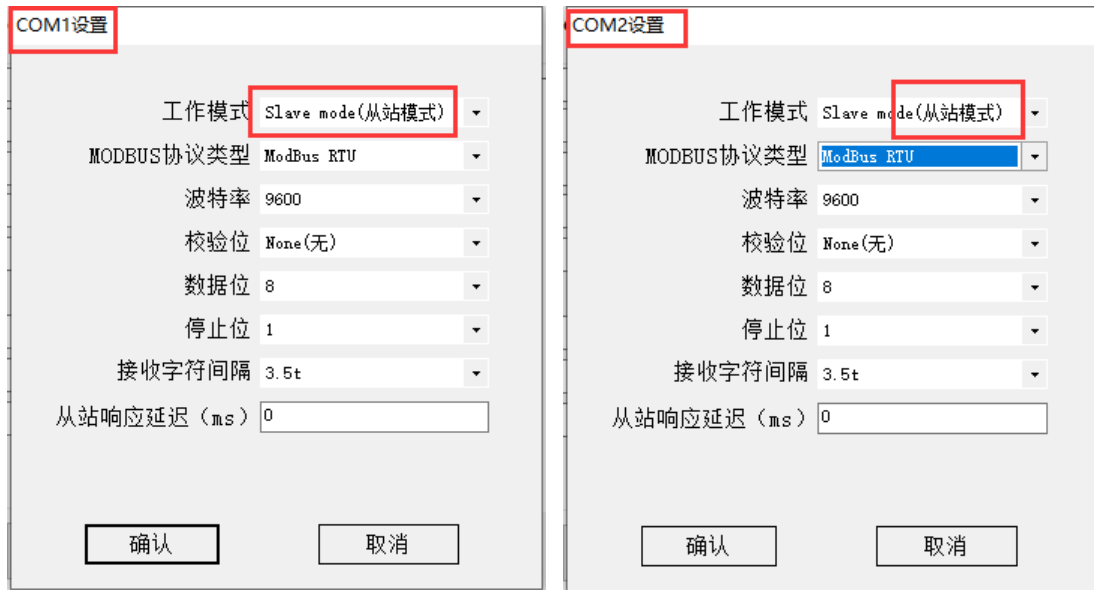 COM1设置
工作模式 Slave mode(从站模式)
MODBUS协议类型 ModBus RTU
波特率 9600
校验位 None(无)
数据位 8
停止位 1
接收字符间隔 3.5t
从站响应延迟（ms） 0
确认 取消
COM2设置
工作模式 Slave mode(从站模式)
MODBUS协议类型 ModBus RTU
波特率 9600
校验位 None(无)
数据位 8
停止位 1
接收字符间隔 3.5t
从站响应延迟（ms） 0
确认 取消